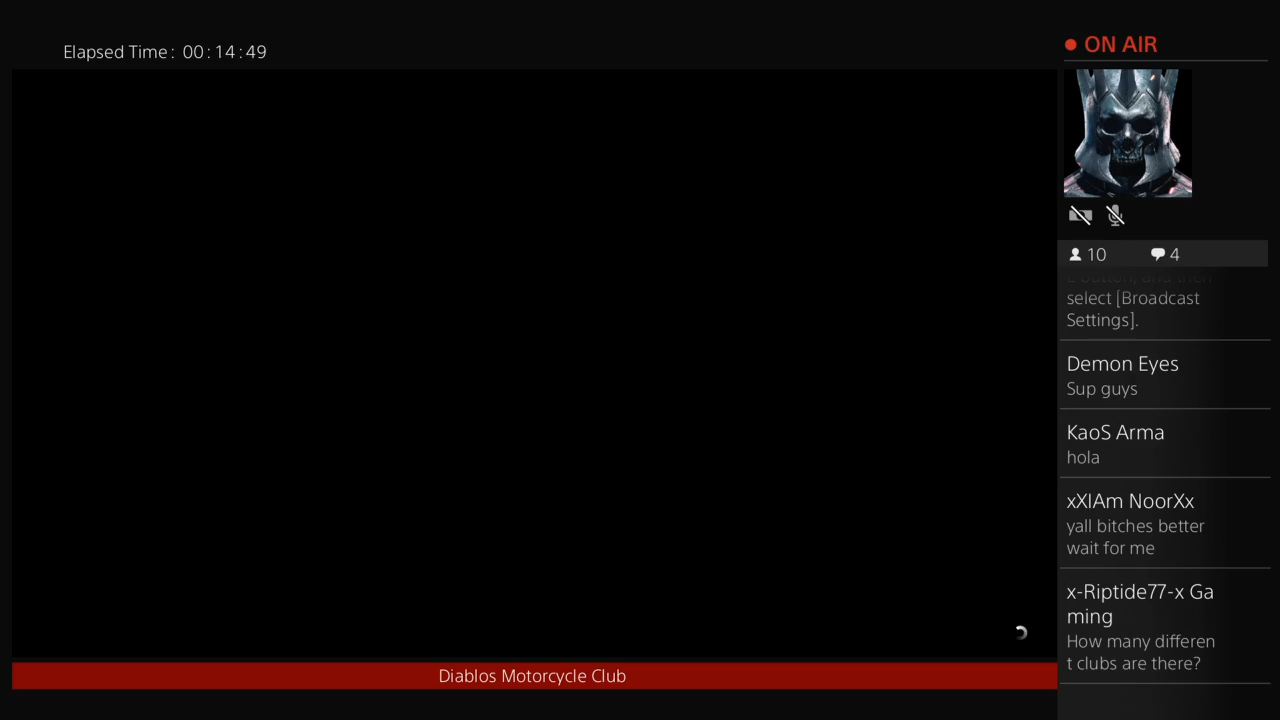 Elapsed Time: 00:14:49
ON AIR
10
4
select [Broadcast
Settings].
Demon Eyes
Sup guys
KaoS Arma
hola
xXIAm NoorXx
yall bitches better
wait for me
x-Riptide77-x Ga
ming
How many differen
t clubs are there?
Diablos Motorcycle Club